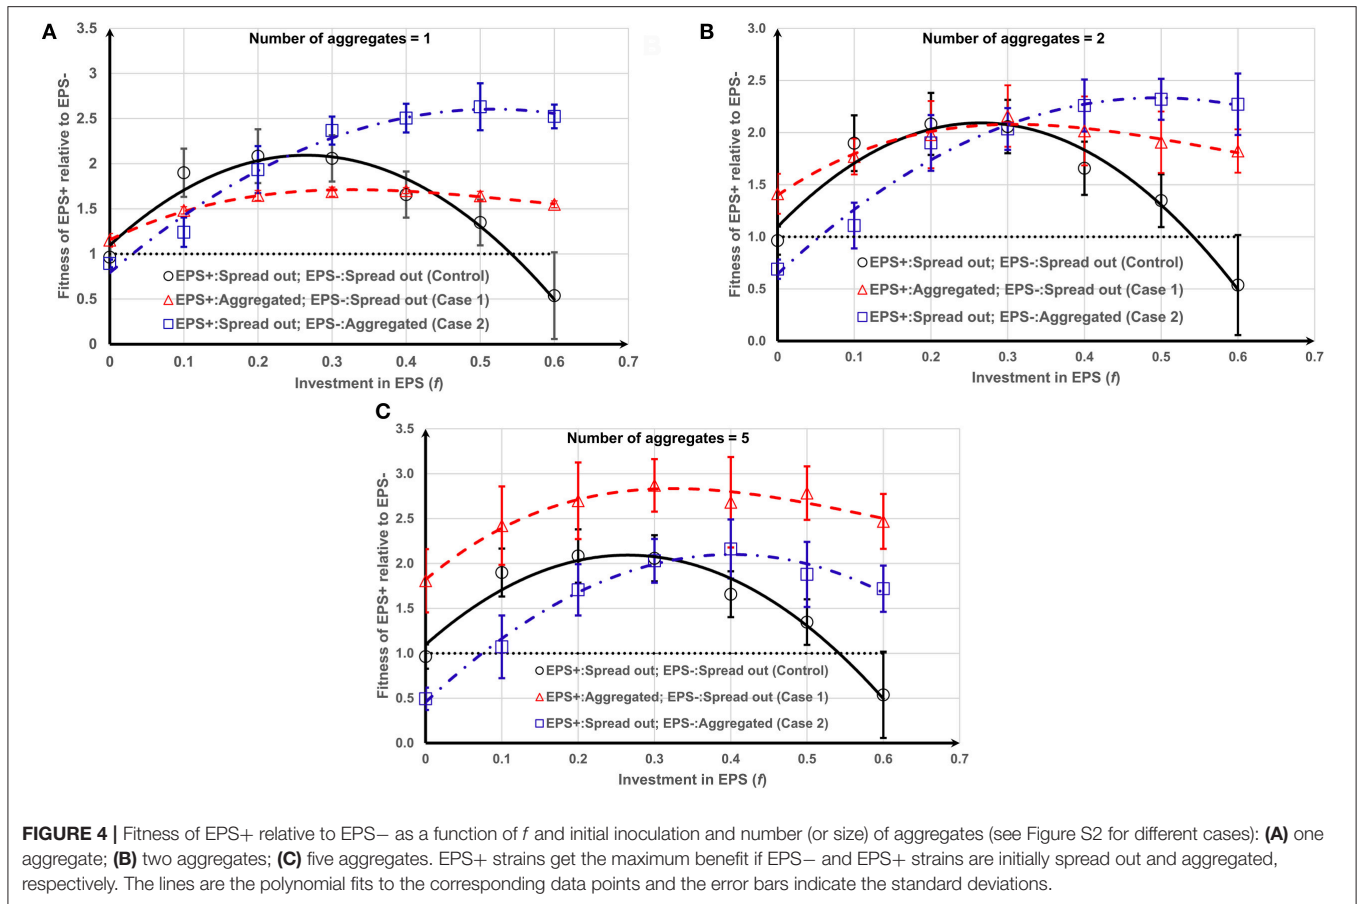 A
Number of aggregates = 1
3.5
3
2.5
2
1.5
1
0.5
0
Fitness of EPS+ relative to EPS-
EPS+:Spread out; EPS-:Spread out (Control)
EPS+:Aggregated; EPS-:Spread out (Case 1)
EPS+:Spread out; EPS-:Aggregated (Case 2)
0 0.1 0.2 0.3 0.4 0.5 0.6 0.7
Investment in EPS (f)
B
B
Number of aggregates = 2
3.0
2.5
2.0
1.5
1.0
0.5
0.0
Fitness of EPS+ relative to EPS-
EPS+:Spread out; EPS-:Spread out (Control)
EPS+:Aggregated; EPS-:Spread out (Case 1)
EPS+:Spread out; EPS-:Aggregated (Case 2)
0 0.1 0.2 0.3 0.4 0.5 0.6 0.7
Investment in EPS (f)
C
Number of aggregates = 5
3.5
3.0
2.5
2.0
1.5
1.0
0.5
0.0
Fitness of EPS+ relative to EPS-
EPS+:Spread out; EPS-:Spread out (Control)
EPS+:Aggregated; EPS-:Spread out (Case 1)
EPS+:Spread out; EPS-:Aggregated (Case 2)
0 0.1 0.2 0.3 0.4 0.5 0.6 0.7
Investment in EPS (f)
FIGURE 4 | Fitness of EPS+ relative to EPS− as a function of f and initial inoculation and number (or size) of aggregates (see Figure S2 for different cases): (A) one
aggregate; (B) two aggregates; (C) five aggregates. EPS+ strains get the maximum benefit if EPS− and EPS+ strains are initially spread out and aggregated,
respectively. The lines are the polynomial fits to the corresponding data points and the error bars indicate the standard deviations.